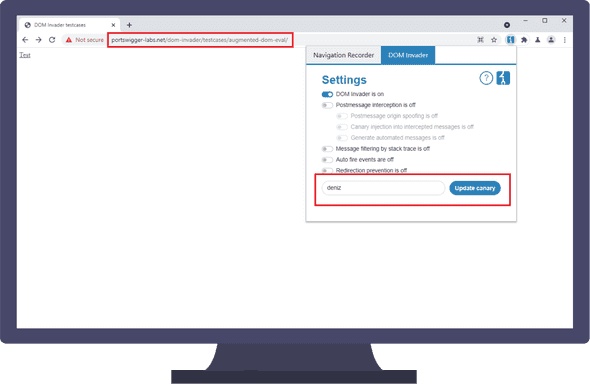 DOM Invader testcases
Not secure
portswigger-labs.net/dom-invader/testcases/augmented-dom-eval/
Test
Navigation Recorder
DOM Invader
Settings
DOM Invader is on
Postmessage interception is off
Postmessage origin spoofing is off
Canary injection into intercepted messages is off
Generate automated messages is off
Message filtering by stack trace is off
Auto fire events are off
Redirection prevention is off
deniz
Update canary